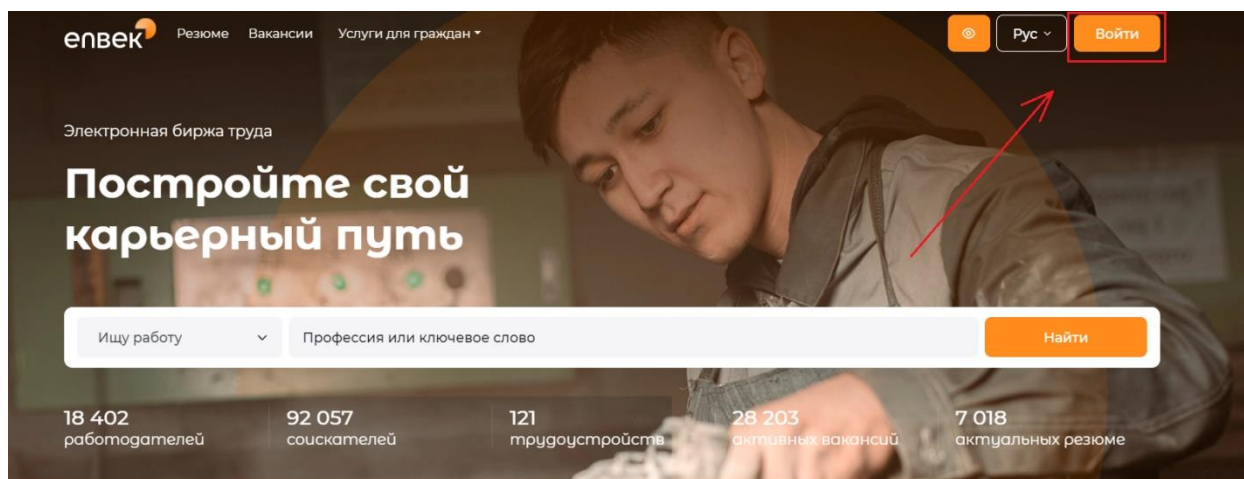 enbek
Резюме Вакансии Услуги для граждан
Рус
Войти
Электронная биржа труда
Постройте свой
карьерный путь
Ищу работу
Профессия или ключевое слово
Найти
18 402
работодателей
92 057
соискателей
121
трудоустройств
28 203
активных вакансий
7 018
актуальных резюме